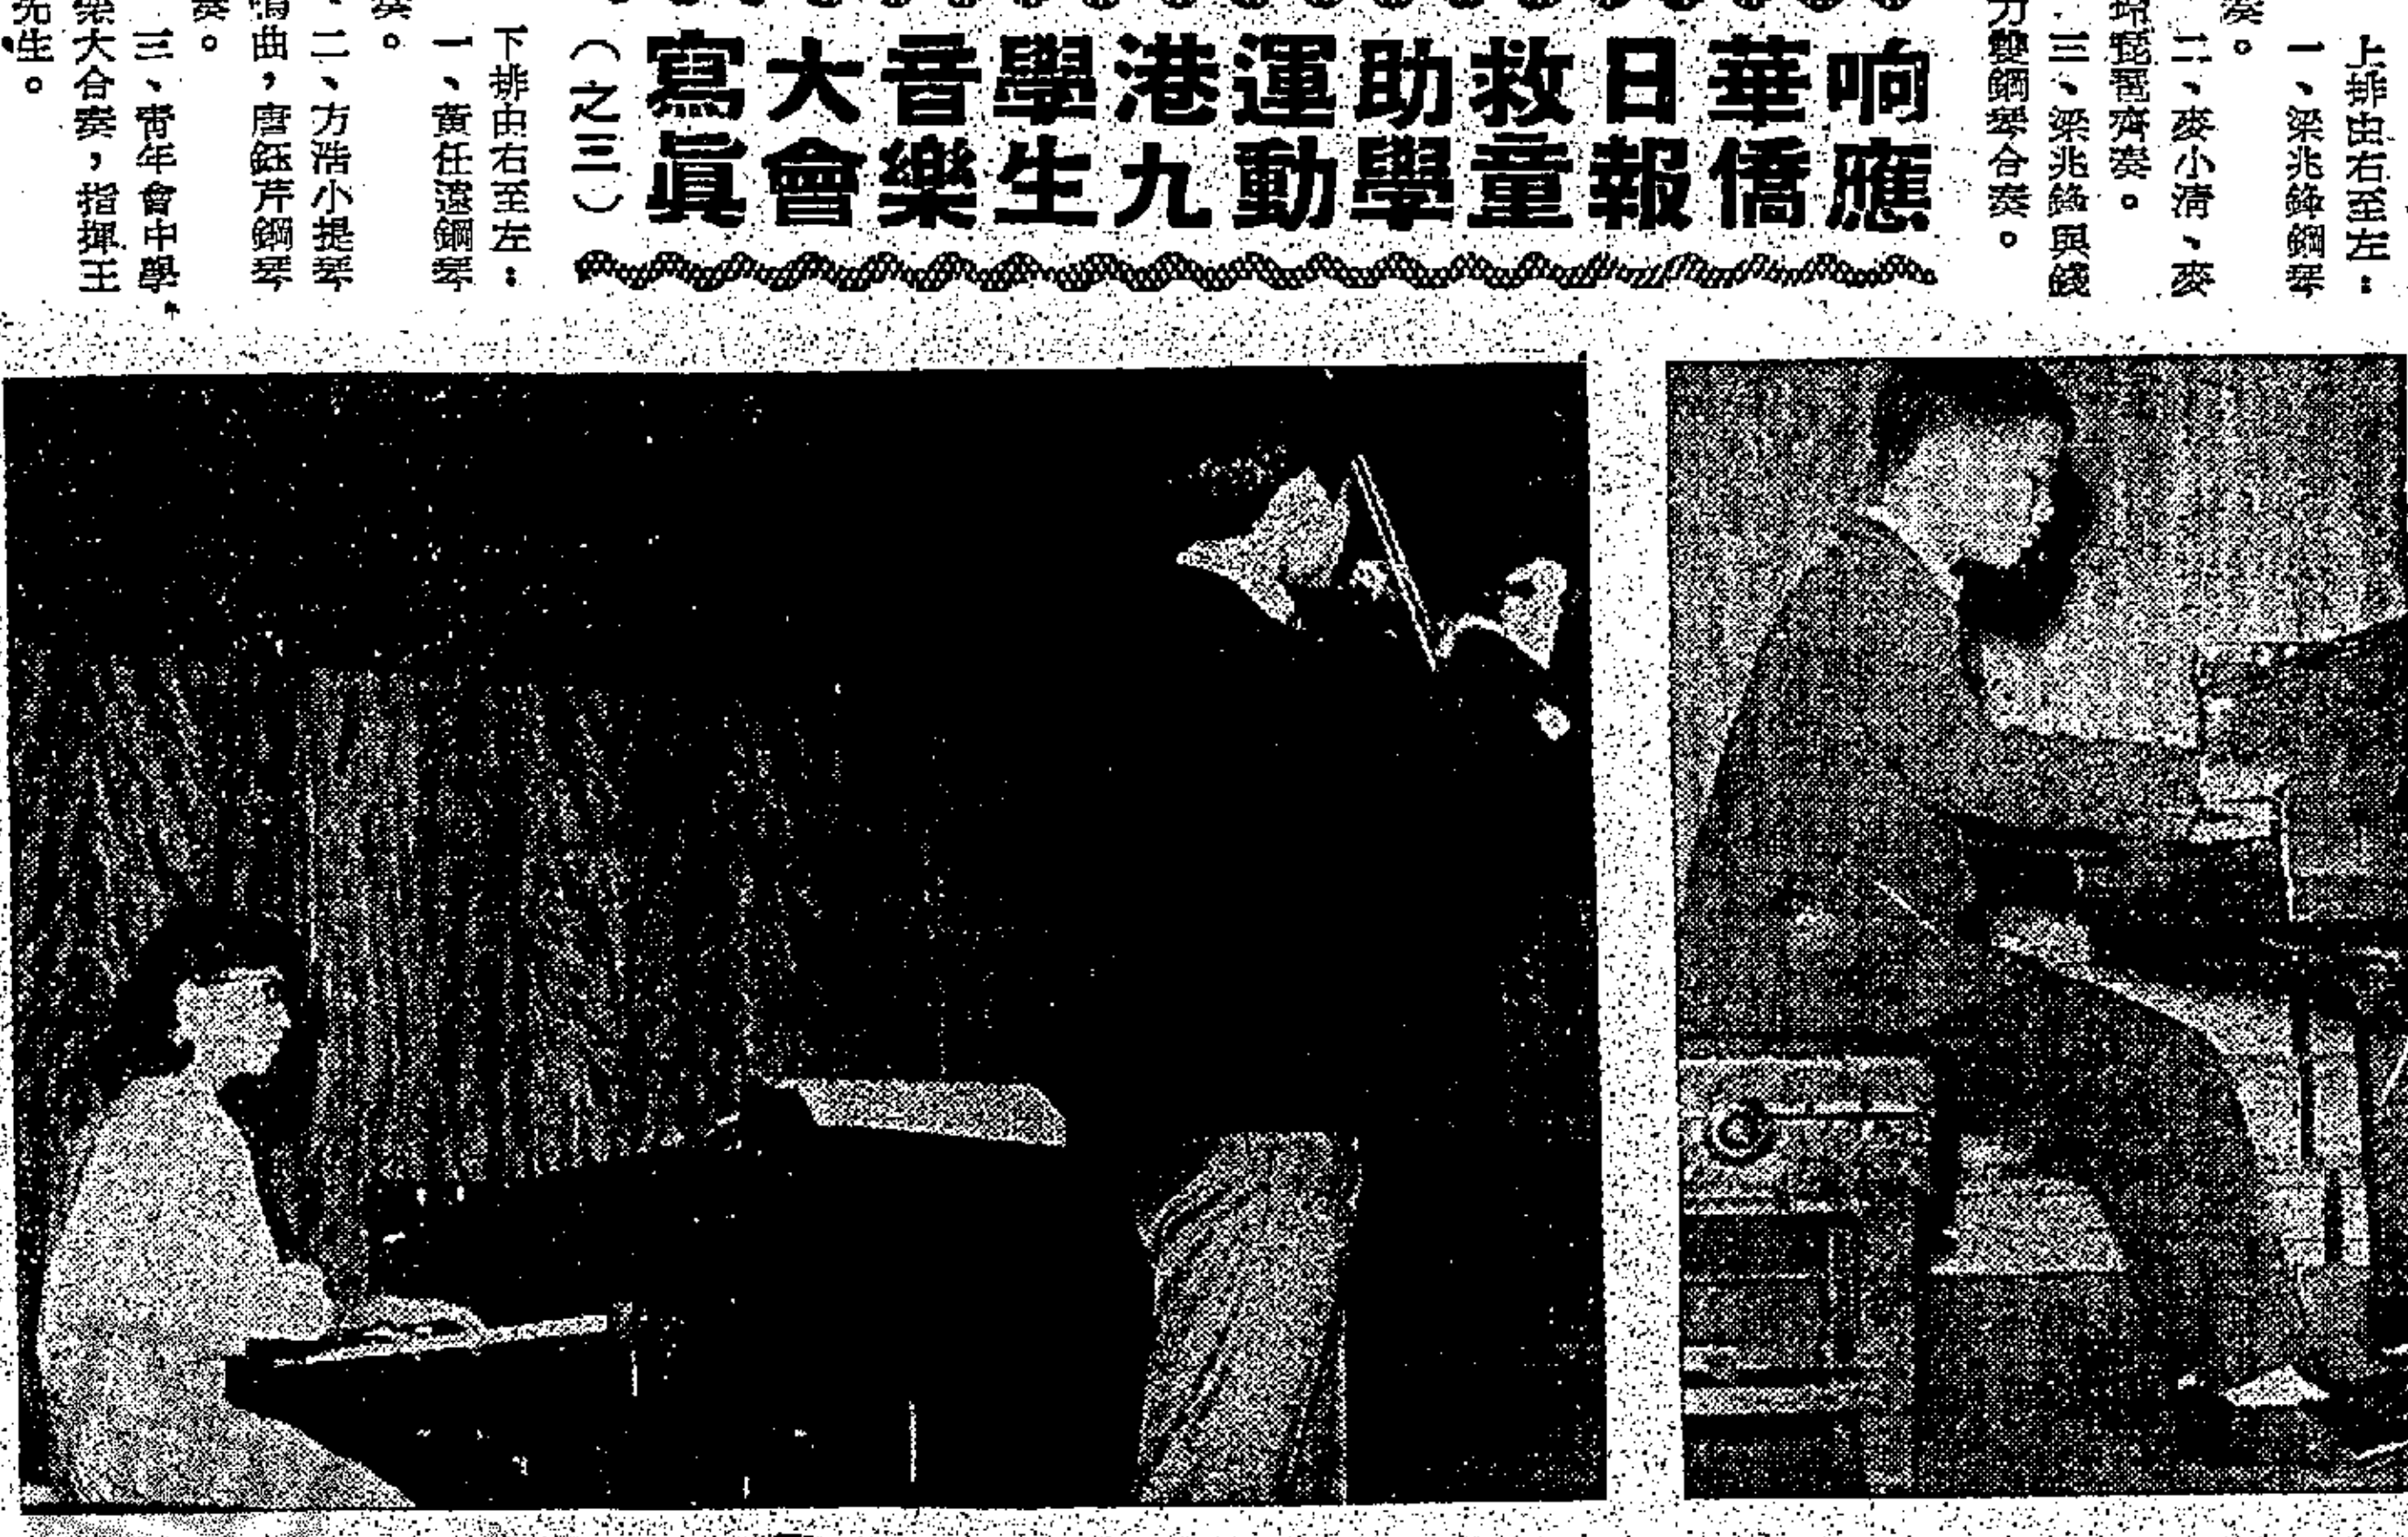 上排由右至左：
一、梁兆鋒鋼琴
奏。
二、麥小清、麥
玲琵琶齊奏。
三、梁兆鋒與錢
力雙鋼琴合奏。
响應華僑日報救童助學運動港九學生音樂大會寫眞
（之三）
下排由右至左：
一、黃任遠鋼琴
奏。
二、方浩小提琴
鳴曲，唐鈺芹鋼琴
奏。
三、青年會中學
樂大合奏，指揮王
先生。